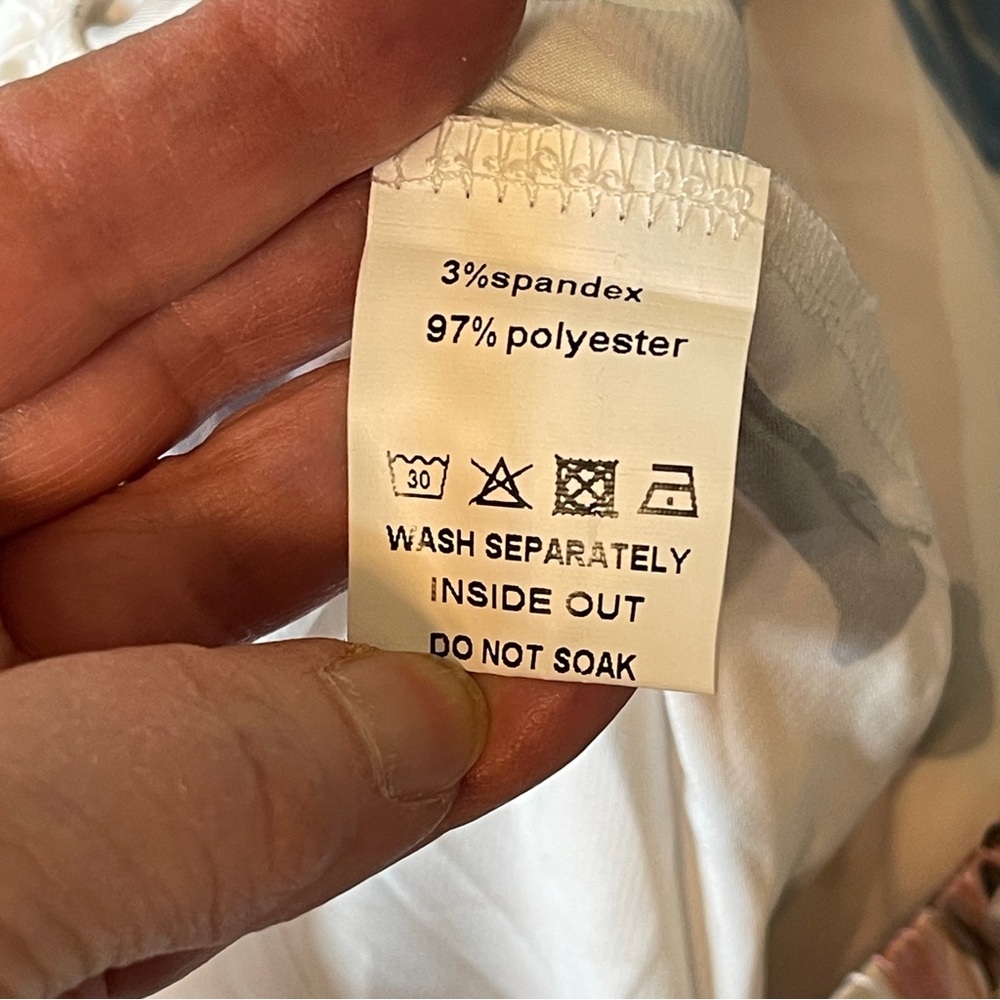 3%spandex
97% polyester
30
WASH SEPARATELY
INSIDE OUT
DO NOT SOAK